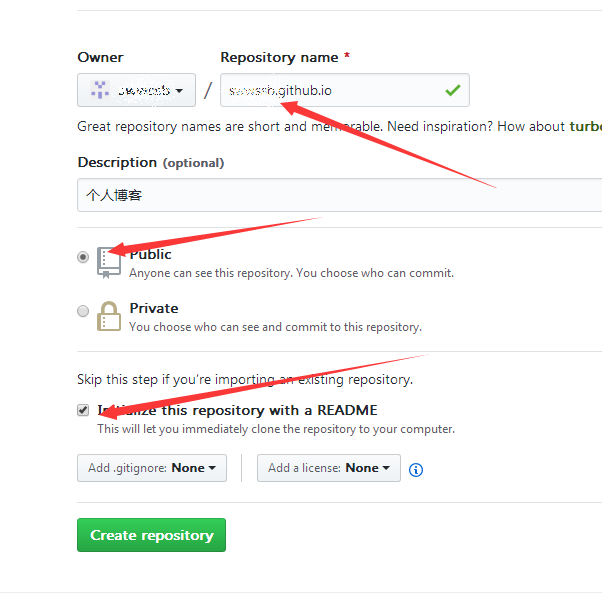 Owner
Repository name *
/
.github.io
Great repository names are short and memorable. Need inspiration? How about
Description (optional)
个人博客
Public
Anyone can see this repository. You choose who can commit.
Private
You choose who can see and commit to this repository.
Skip this step if you're importing an existing repository.
Initialize this repository with a README
This will let you immediately clone the repository to your computer.
Add .gitignore: None
Add a license: None
Create repository